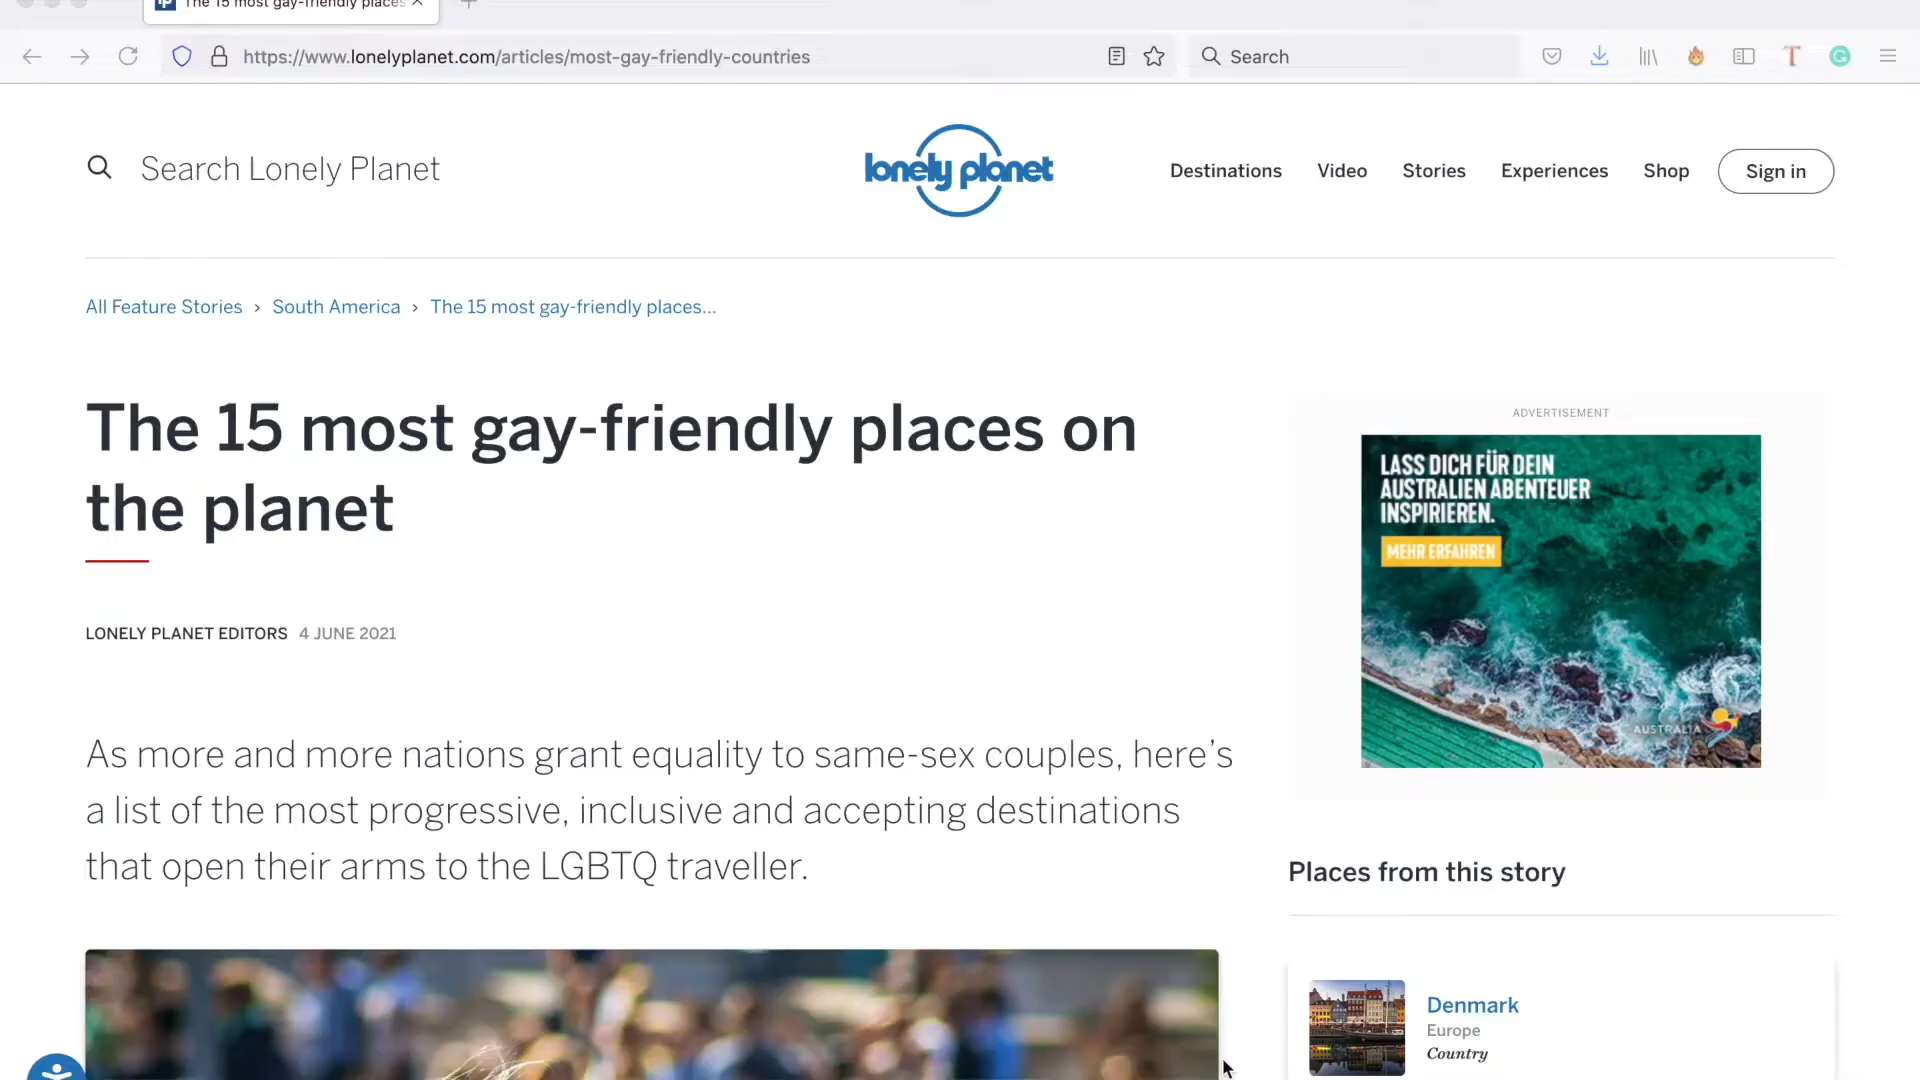 The 15 most gay-friendly places
https://www.lonelyplanet.com/articles/most-gay-friendly-countries
Search
Search Lonely Planet
lonely planet
Destinations
Video
Stories
Experiences
Shop
Sign in
All Feature Stories › South America › The 15 most gay-friendly places...
The 15 most gay-friendly places on
the planet
LONELY PLANET EDITORS 4 JUNE 2021
As more and more nations grant equality to same-sex couples, here’s
a list of the most progressive, inclusive and accepting destinations
that open their arms to the LGBTQ traveller.
ADVERTISEMENT
LASS DICH FÜR DEIN
AUSTRALIEN ABENTEUER
INSPIRIEREN.
MEHR ERFAHREN
AUSTRALIA
Places from this story
Denmark
Europe
Country